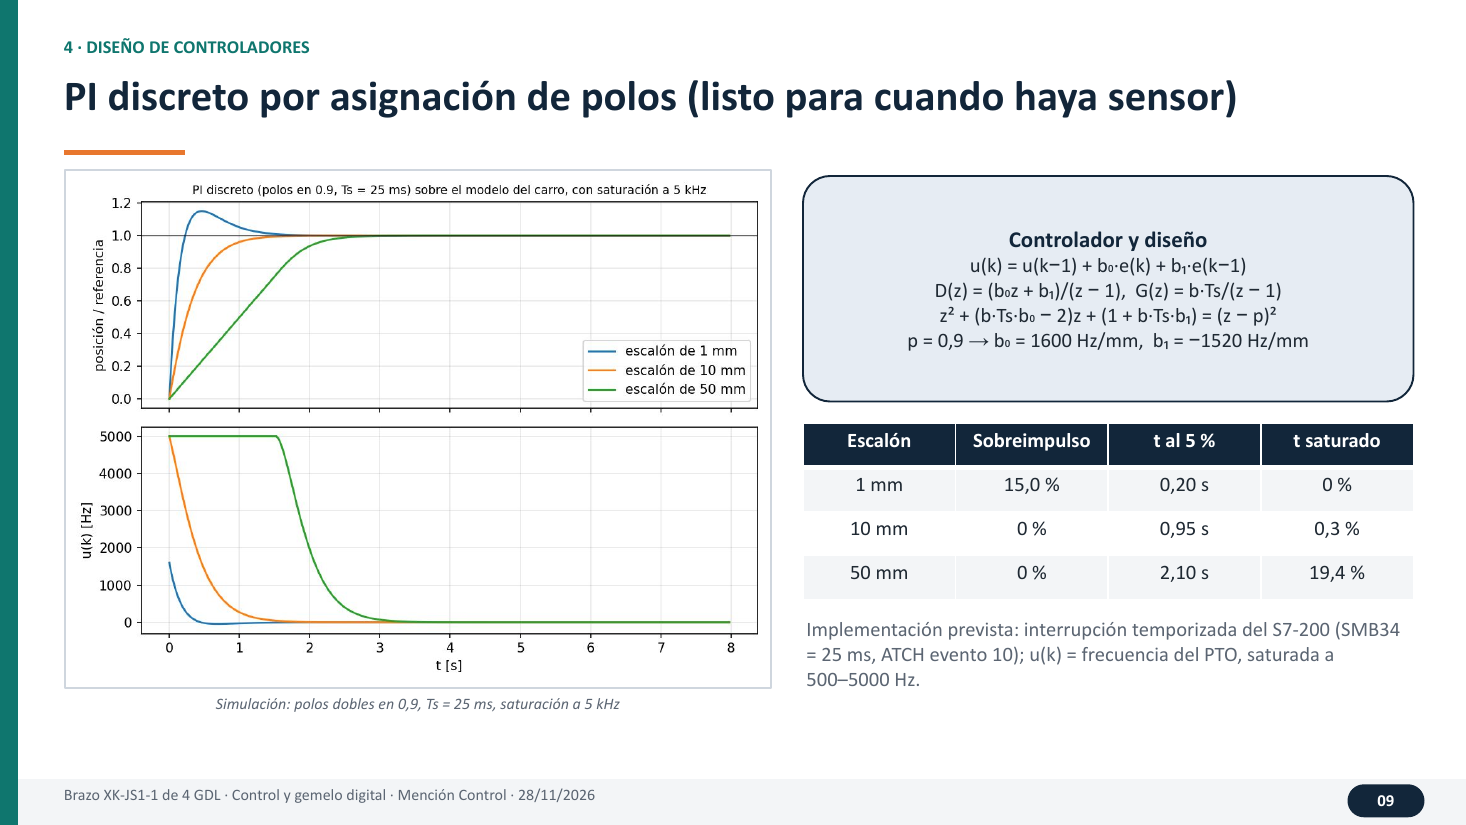 4 · DISEÑO DE CONTROLADORES
PI discreto por asignación de polos (listo para cuando haya sensor)
PI discreto (polos en 0.9, Ts = 25 ms) sobre el modelo del carro, con saturación a 5 kHz
posición / referencia
1.2
1.0
0.8
0.6
0.4
0.2
0.0
escalón de 1 mm
escalón de 10 mm
escalón de 50 mm
u(k) [Hz]
5000
4000
3000
2000
1000
0
0 1 2 3 4 5 6 7 8
t [s]
Simulación: polos dobles en 0,9, Ts = 25 ms, saturación a 5 kHz
Controlador y diseño
u(k) = u(k−1) + b₀·e(k) + b₁·e(k−1)
D(z) = (b₀z + b₁)/(z − 1), G(z) = b·Ts/(z − 1)
z² + (b·Ts·b₀ − 2)z + (1 + b·Ts·b₁) = (z − p)²
p = 0,9 → b₀ = 1600 Hz/mm, b₁ = −1520 Hz/mm
Escalón Sobreimpulso t al 5 % t saturado
1 mm 15,0 % 0,20 s 0 %
10 mm 0 % 0,95 s 0,3 %
50 mm 0 % 2,10 s 19,4 %
Implementación prevista: interrupción temporizada del S7-200 (SMB34
= 25 ms, ATCH evento 10); u(k) = frecuencia del PTO, saturada a
500–5000 Hz.
Brazo XK-JS1-1 de 4 GDL · Control y gemelo digital · Mención Control · 28/11/2026
09